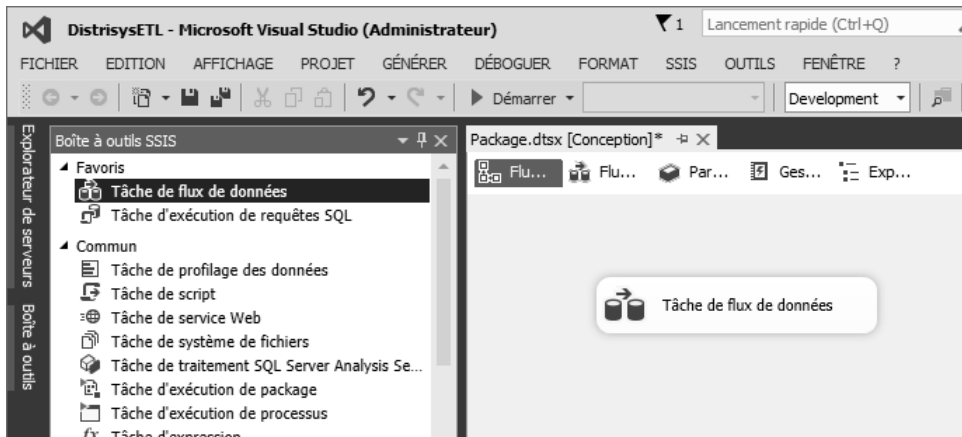 DistrisysETL - Microsoft Visual Studio (Administrateur)
1
Lancement rapide (Ctrl+Q)
FICHIER EDITION AFFICHAGE PROJET GÉNÉRER DÉBOGUER FORMAT SSIS OUTILS FENÊTRE ?
Démarrer
Development
Explorateur de serveurs
Boîte à outils
Boîte à outils SSIS
Favoris
Tâche de flux de données
Tâche d'exécution de requêtes SQL
Commun
Tâche de profilage des données
Tâche de script
Tâche de service Web
Tâche de système de fichiers
Tâche de traitement SQL Server Analysis Se...
Tâche d'exécution de package
Tâche d'exécution de processus
Tâche d'expression
Package.dtsx [Conception]*
Flu... Flu... Par... Ges... Exp...
Tâche de flux de données